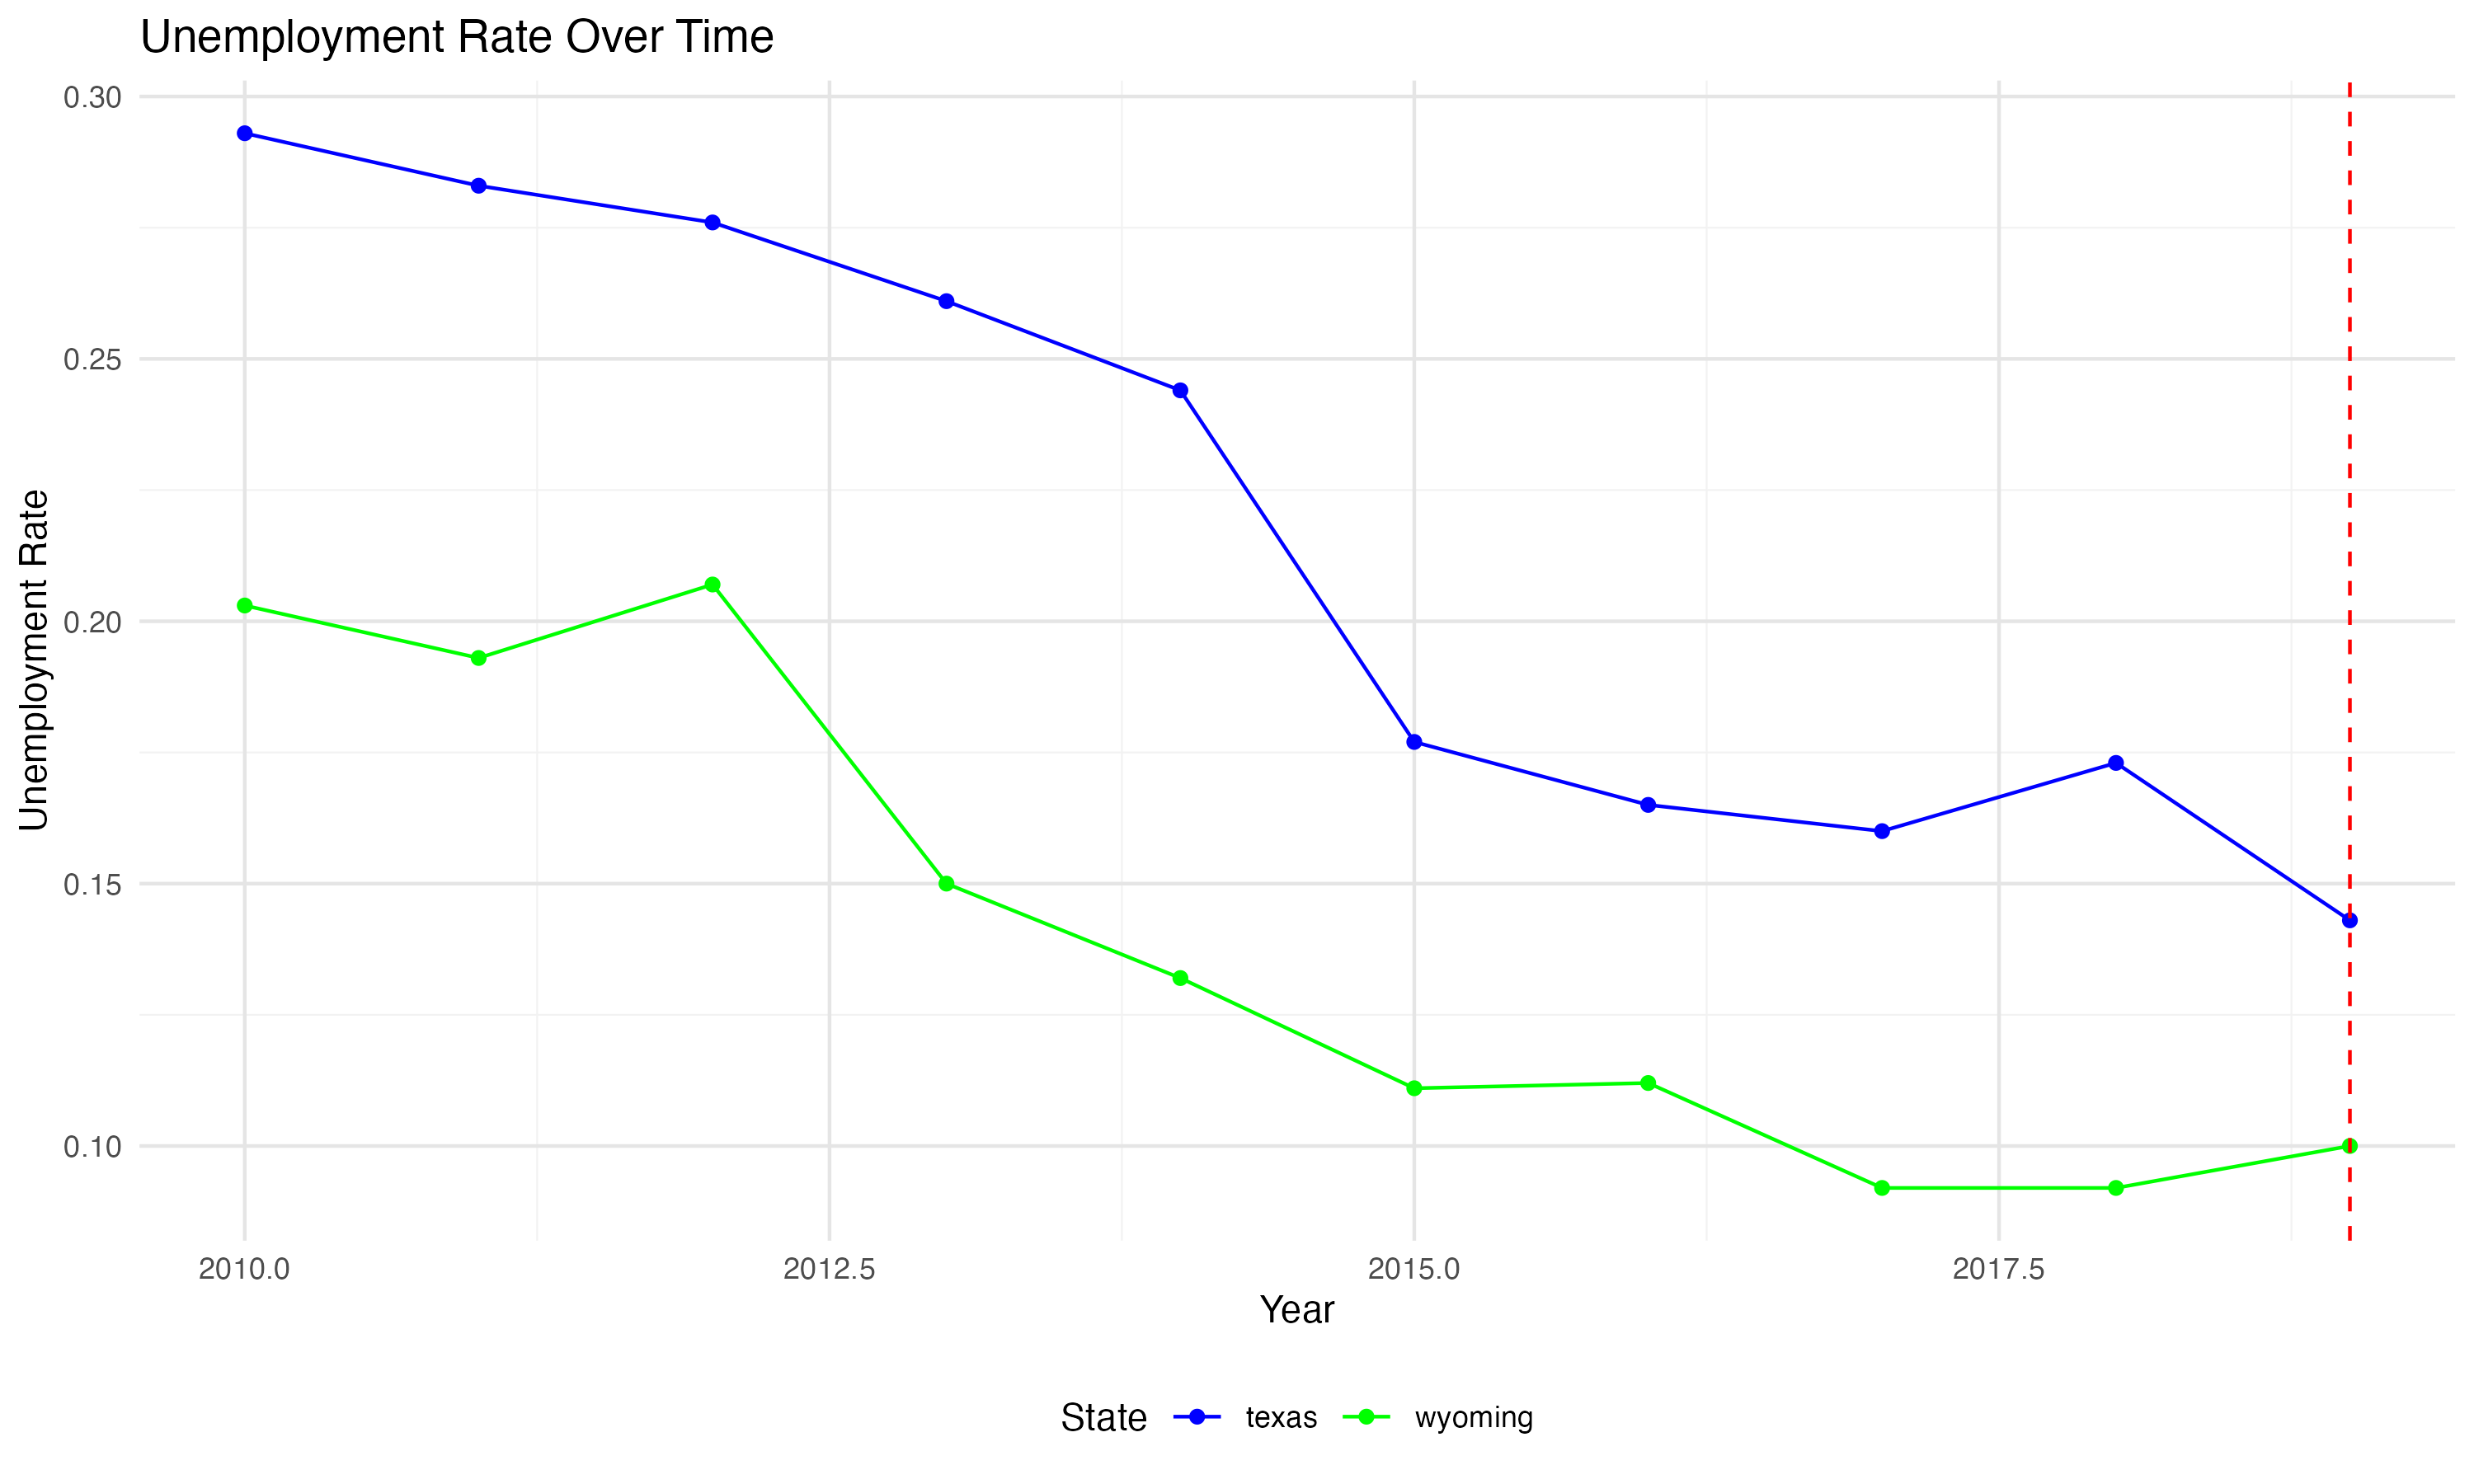 Unemployment Rate Over Time
0.30
0.25
0.20
0.15
0.10
Unemployment Rate
2010.0 2012.5 2015.0 2017.5
Year
State texas wyoming